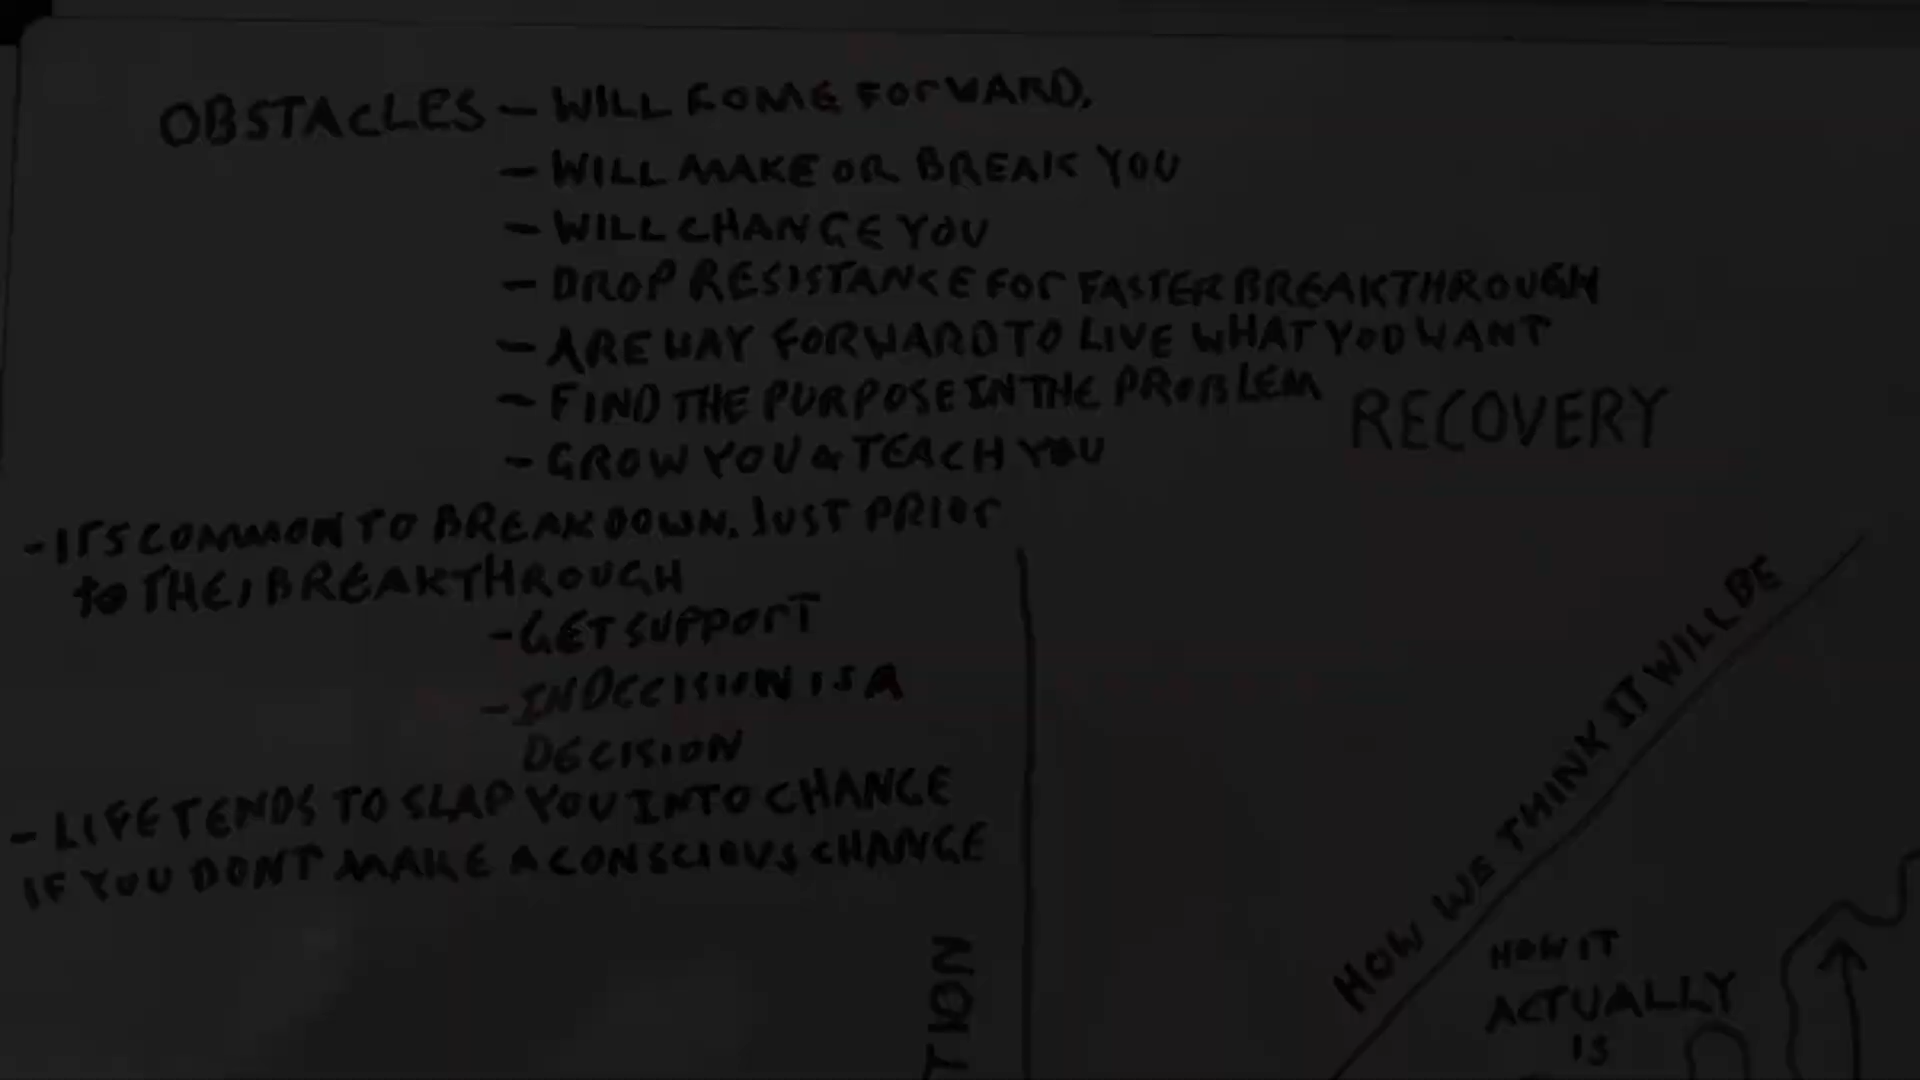 OBSTACLES - WILL COME FORWARD.
- WILL MAKE OR BREAK YOU
- WILL CHANGE YOU
- DROP RESISTANCE FOR FASTER BREAKTHROUGH
- ARE WAY FORWARD TO LIVE WHAT YOU WANT
- FIND THE PURPOSE IN THE PROBLEM
RECOVERY
- GROW YOU & TEACH YOU
- IT'S COMMON TO BREAKDOWN. JUST PRIOR
to THE, BREAKTHROUGH
- GET SUPPORT
- INDECISION IS A
DECISION
- LIFE TENDS TO SLAP YOU INTO CHANGE
IF YOU DONT MAKE A CONSCIOUS CHANGE
TION
HOW WE THINK IT WILL BE
HOW IT
ACTUALLY
IS